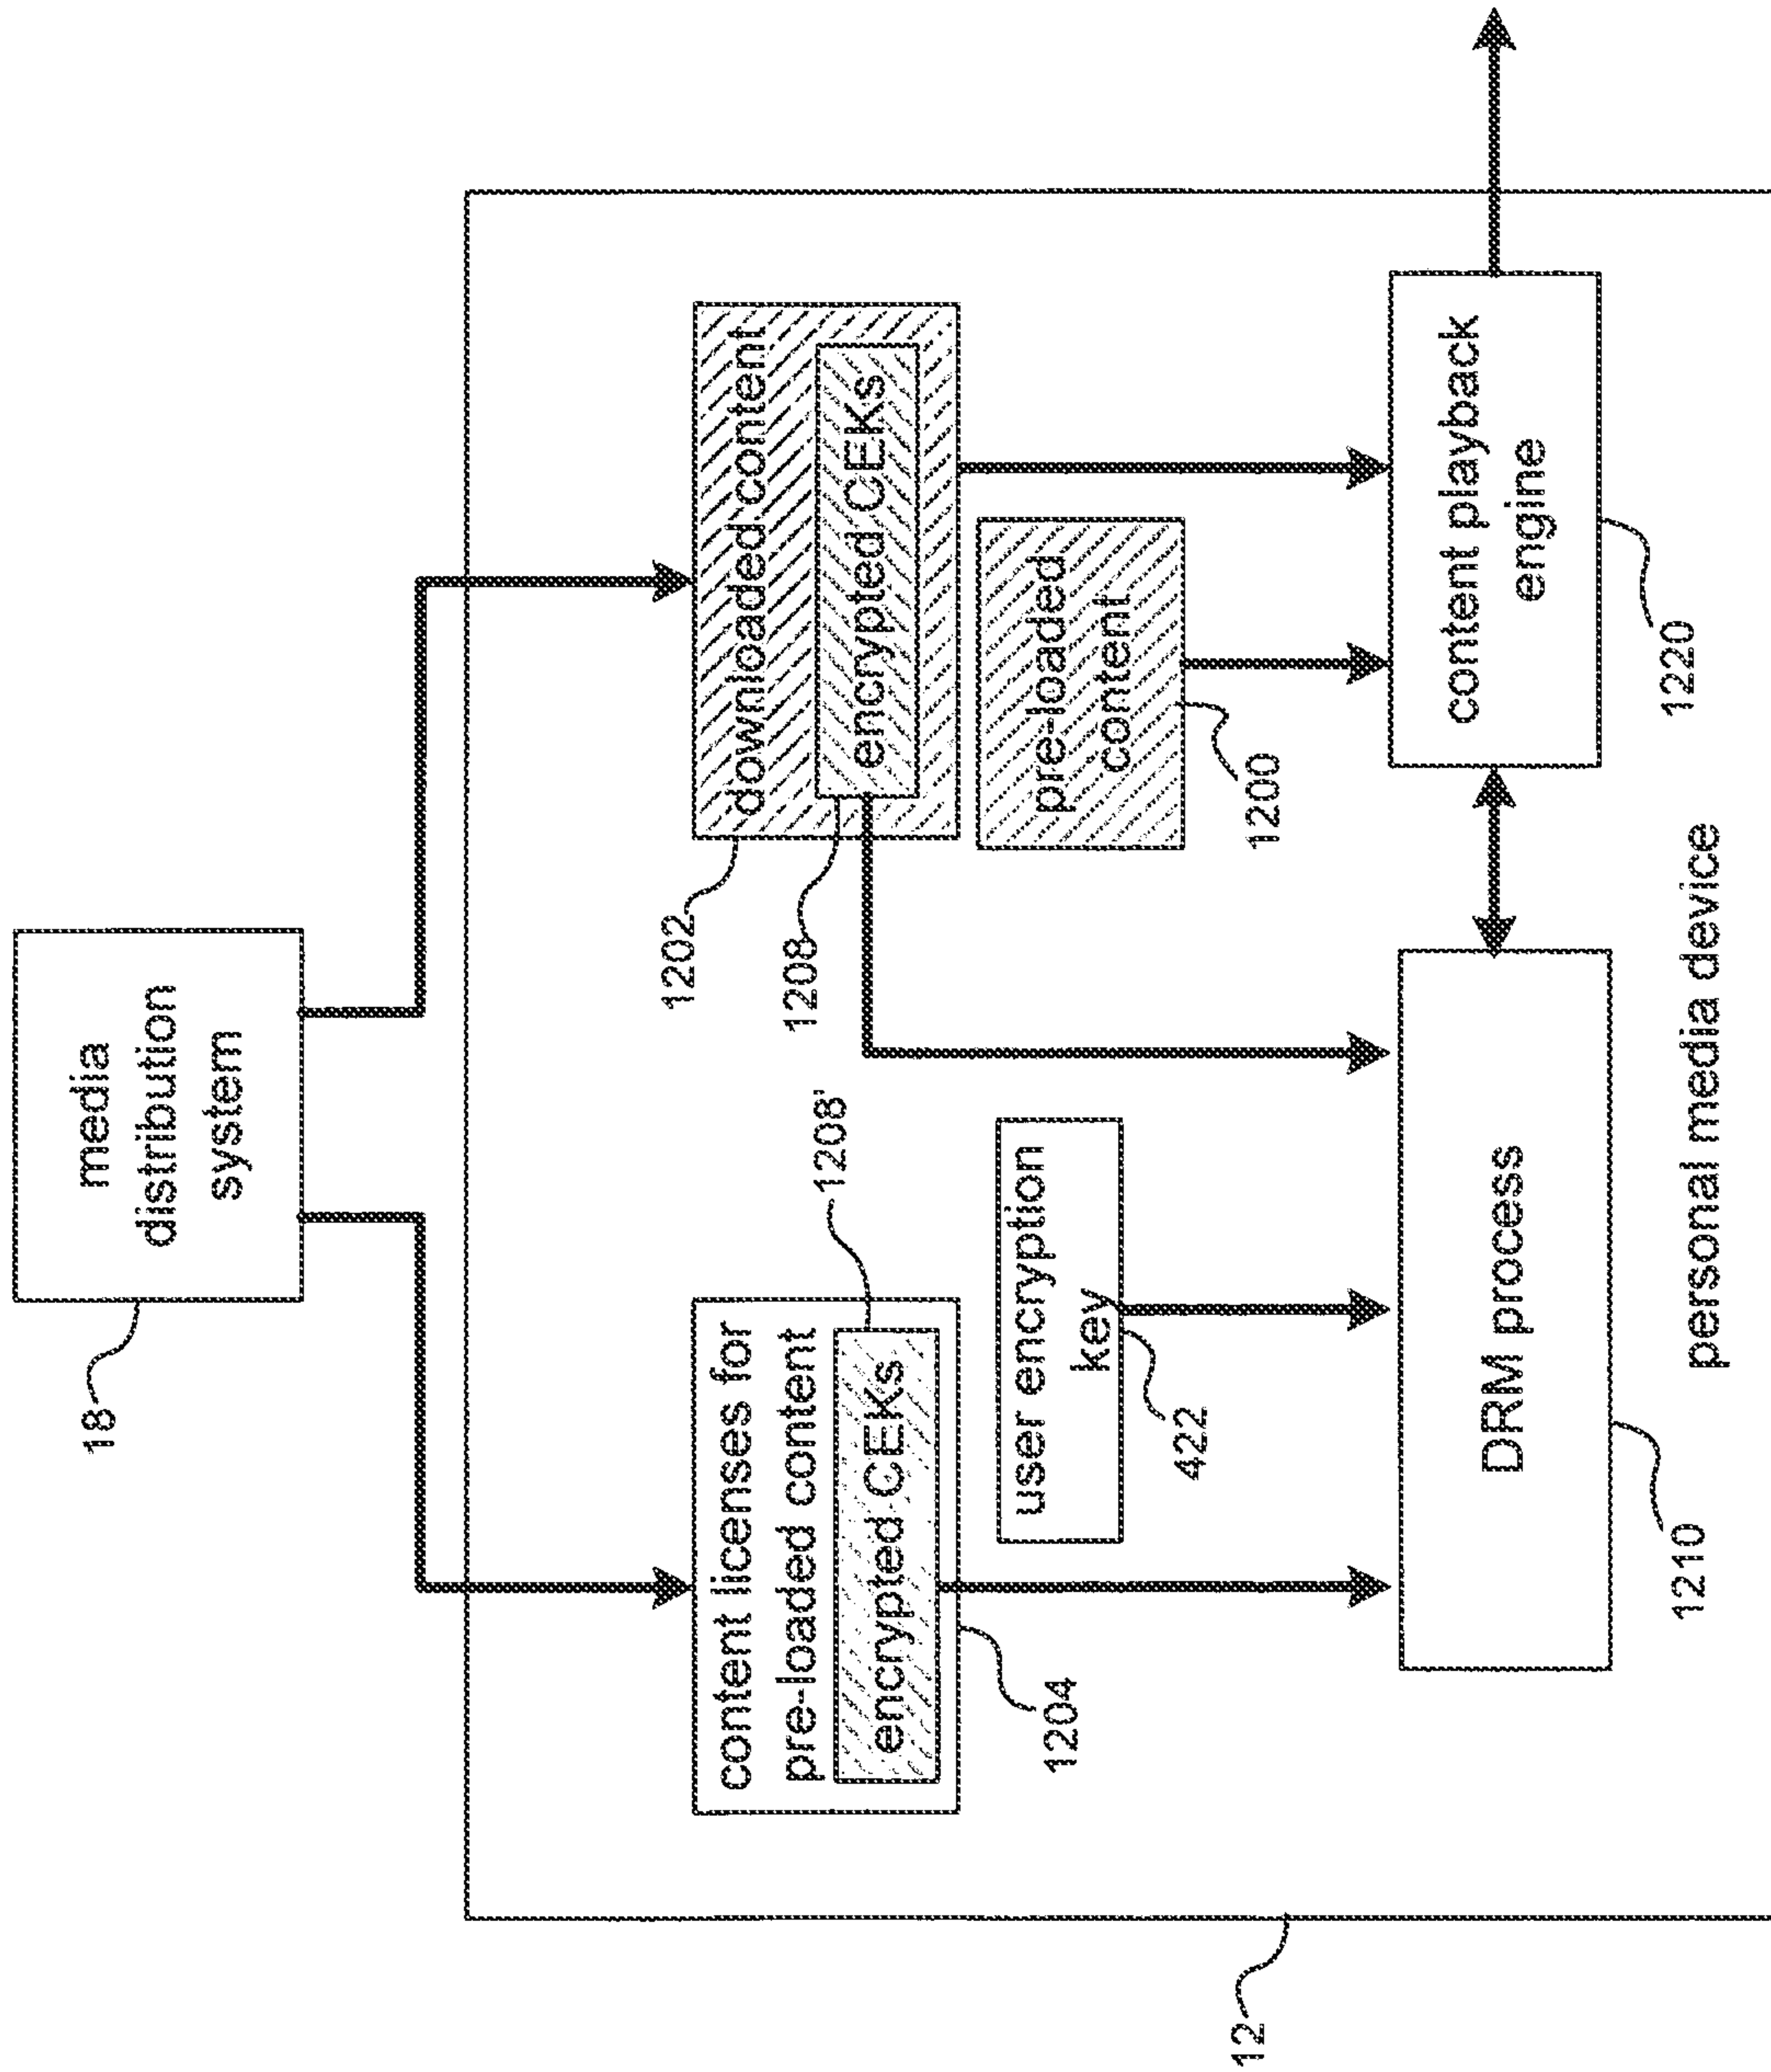 media
distribution
system
18
content licenses for
pre-loaded content
encrypted CEKs
1208'
1204
downloaded content
encrypted CEKs
1202
1208
user encryption
key
422
pre-loaded
content
1200
DRM process
1210
content playback
engine
1220
personal media device
12